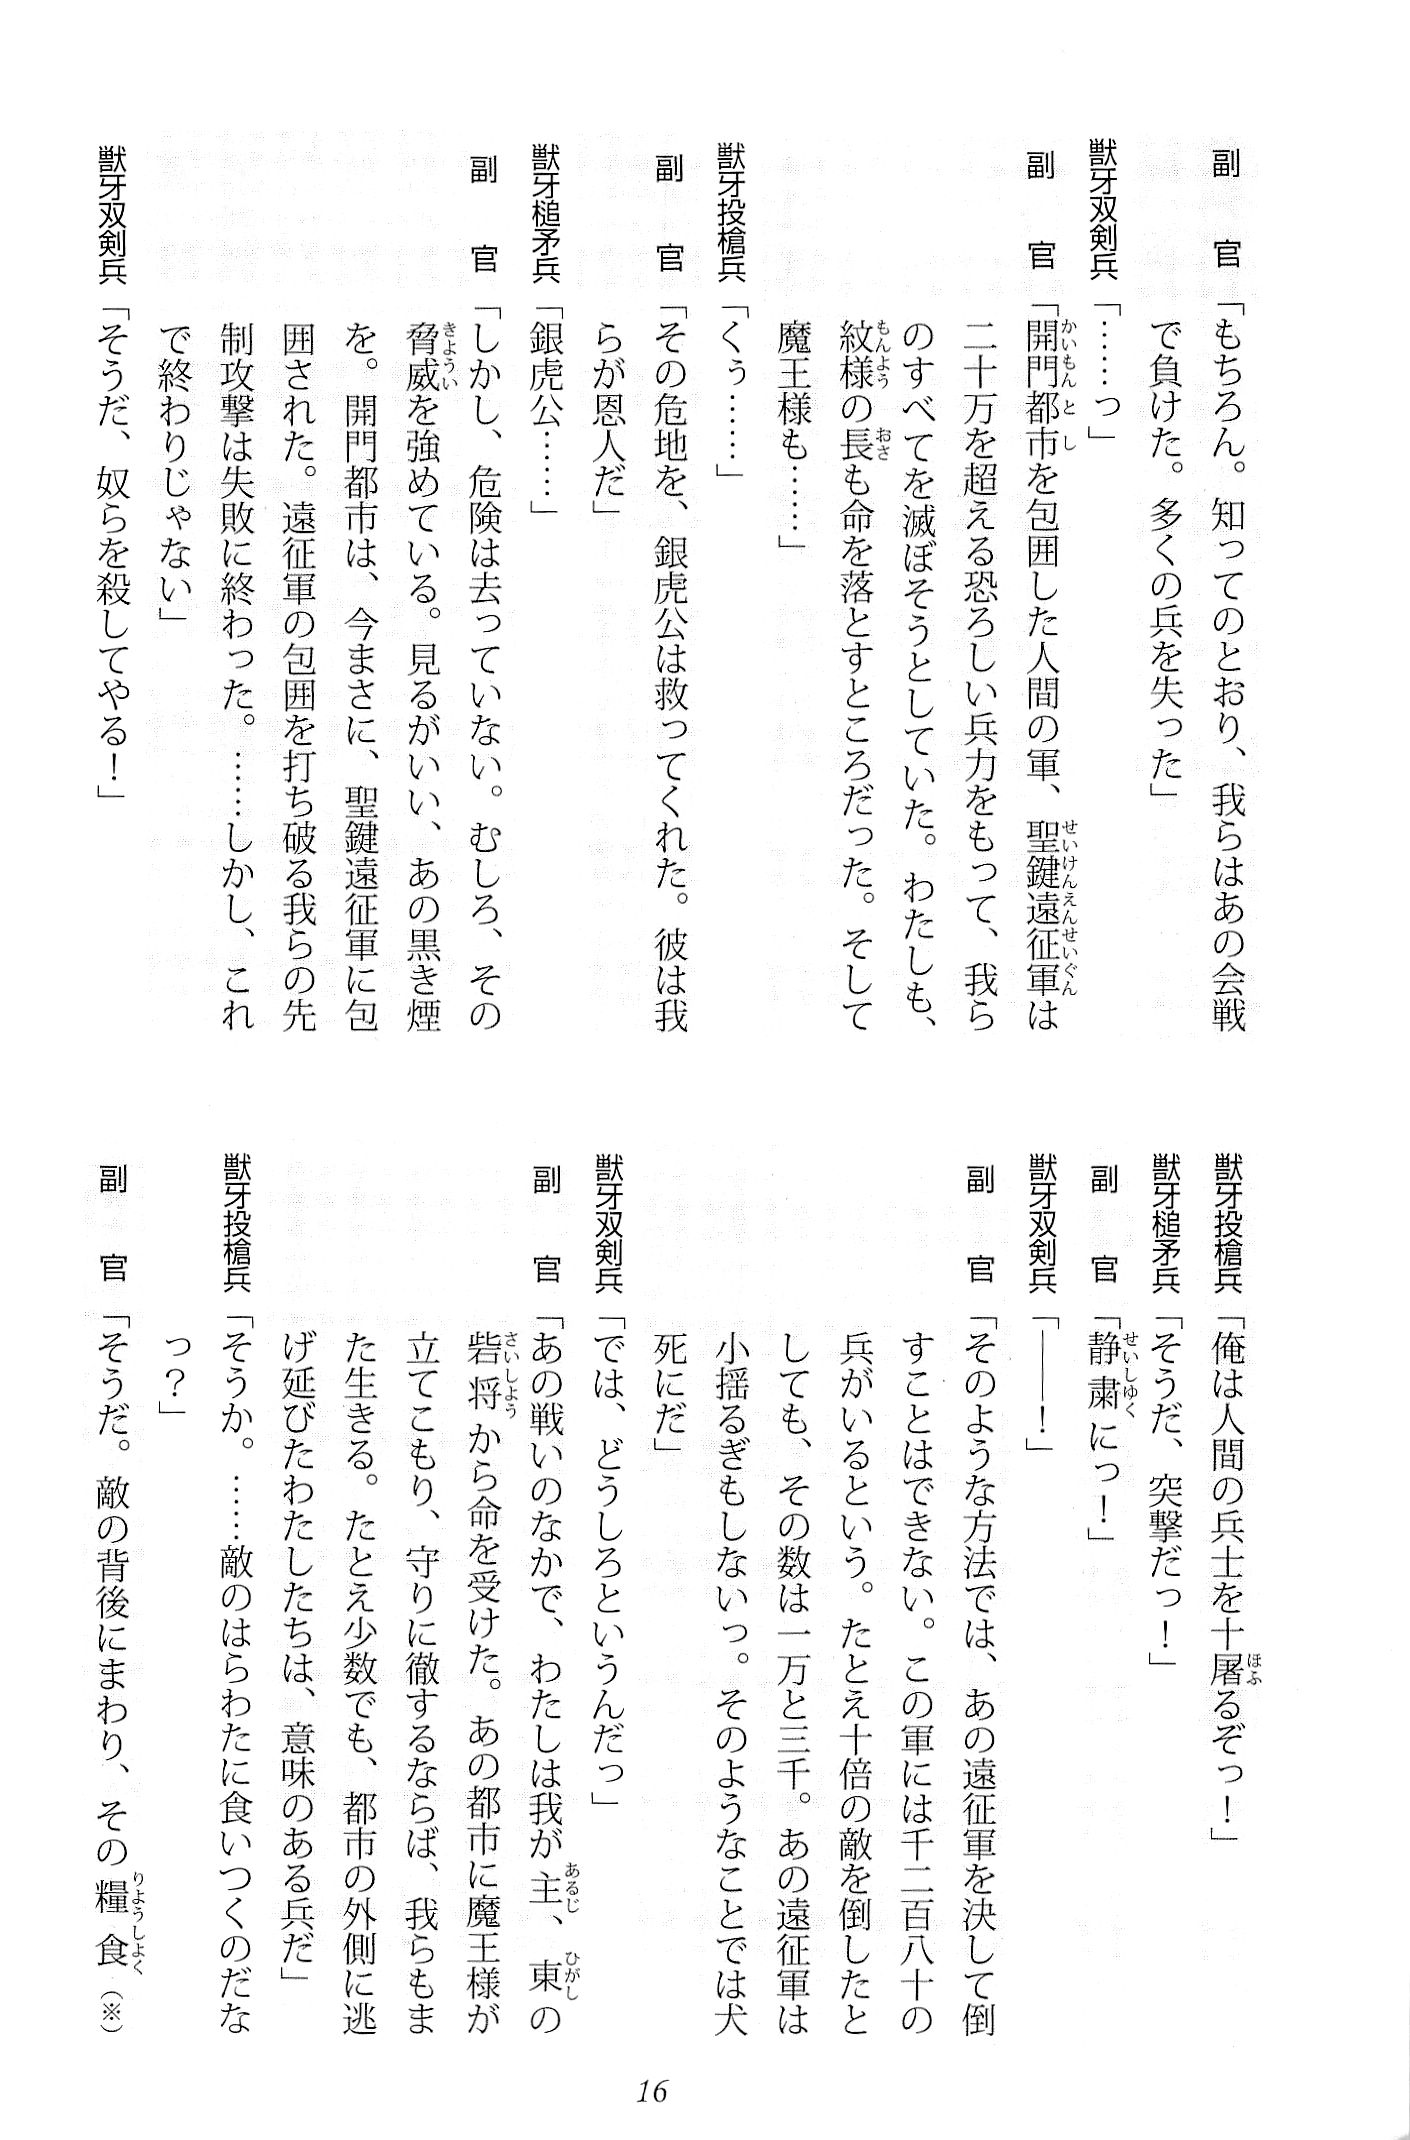 副　官「もちろん。知ってのとおり、我らはあの会戦
で負けた。多くの兵を失った」
獣牙双剣兵「……っ」
副　官「開門都市を包囲した人間の軍、聖鍵遠征軍は
二十万を超える恐ろしい兵力をもって、我ら
のすべてを滅ぼそうとしていた。わたしも、
紋様の長も命を落とすところだった。そして
魔王様も……」
獣牙投槍兵「くぅ……」
副　官「その危地を、銀虎公は救ってくれた。彼は我
らが恩人だ」
獣牙槌矛兵「銀虎公……」
副　官「しかし、危険は去っていない。むしろ、その
脅威を強めている。見るがいい、あの黒き煙
を。開門都市は、今まさに、聖鍵遠征軍に包
囲された。遠征軍の包囲を打ち破る我らの先
制攻撃は失敗に終わった。……しかし、これ
で終わりじゃない」
獣牙双剣兵「そうだ、奴らを殺してやる！」
獣牙投槍兵「俺は人間の兵士を十屠るぞっ！」
獣牙槌矛兵「そうだ、突撃だっ！」
副　官「静粛にっ！」
獣牙双剣兵「――！」
副　官「そのような方法では、あの遠征軍を決して倒
すことはできない。この軍には千二百八十の
兵がいるという。たとえ十倍の敵を倒したと
しても、その数は一万と三千。あの遠征軍は
小揺るぎもしないっ。そのようなことでは犬
死にだ」
獣牙双剣兵「では、どうしろというんだっ」
副　官「あの戦いのなかで、わたしは我が主、東の
砦将から命を受けた。あの都市に魔王様が
立てこもり、守りに徹するならば、我らもま
た生きる。たとえ少数でも、都市の外側に逃
げ延びたわたしたちは、意味のある兵だ」
獣牙投槍兵「そうか。……敵のはらわたに食いつくのだな
っ？」
副　官「そうだ。敵の背後にまわり、その糧食（※）
16